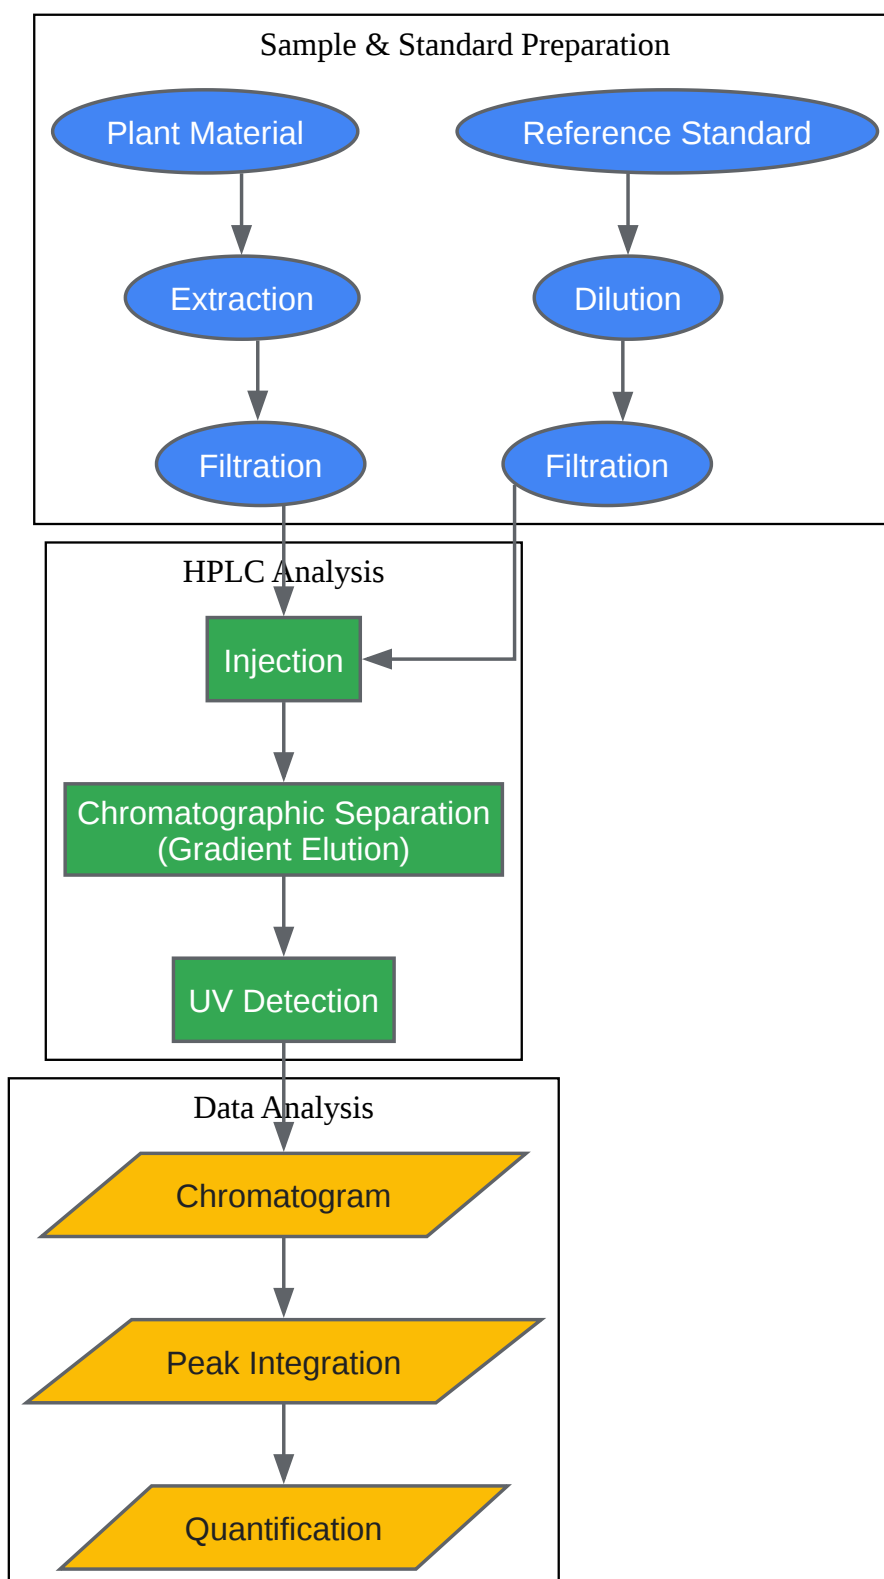 Sample & Standard Preparation
Plant Material
Reference Standard
Extraction
Dilution
Filtration
Filtration
HPLC Analysis
Injection
Chromatographic Separation
(Gradient Elution)
UV Detection
Data Analysis
Chromatogram
Peak Integration
Quantification